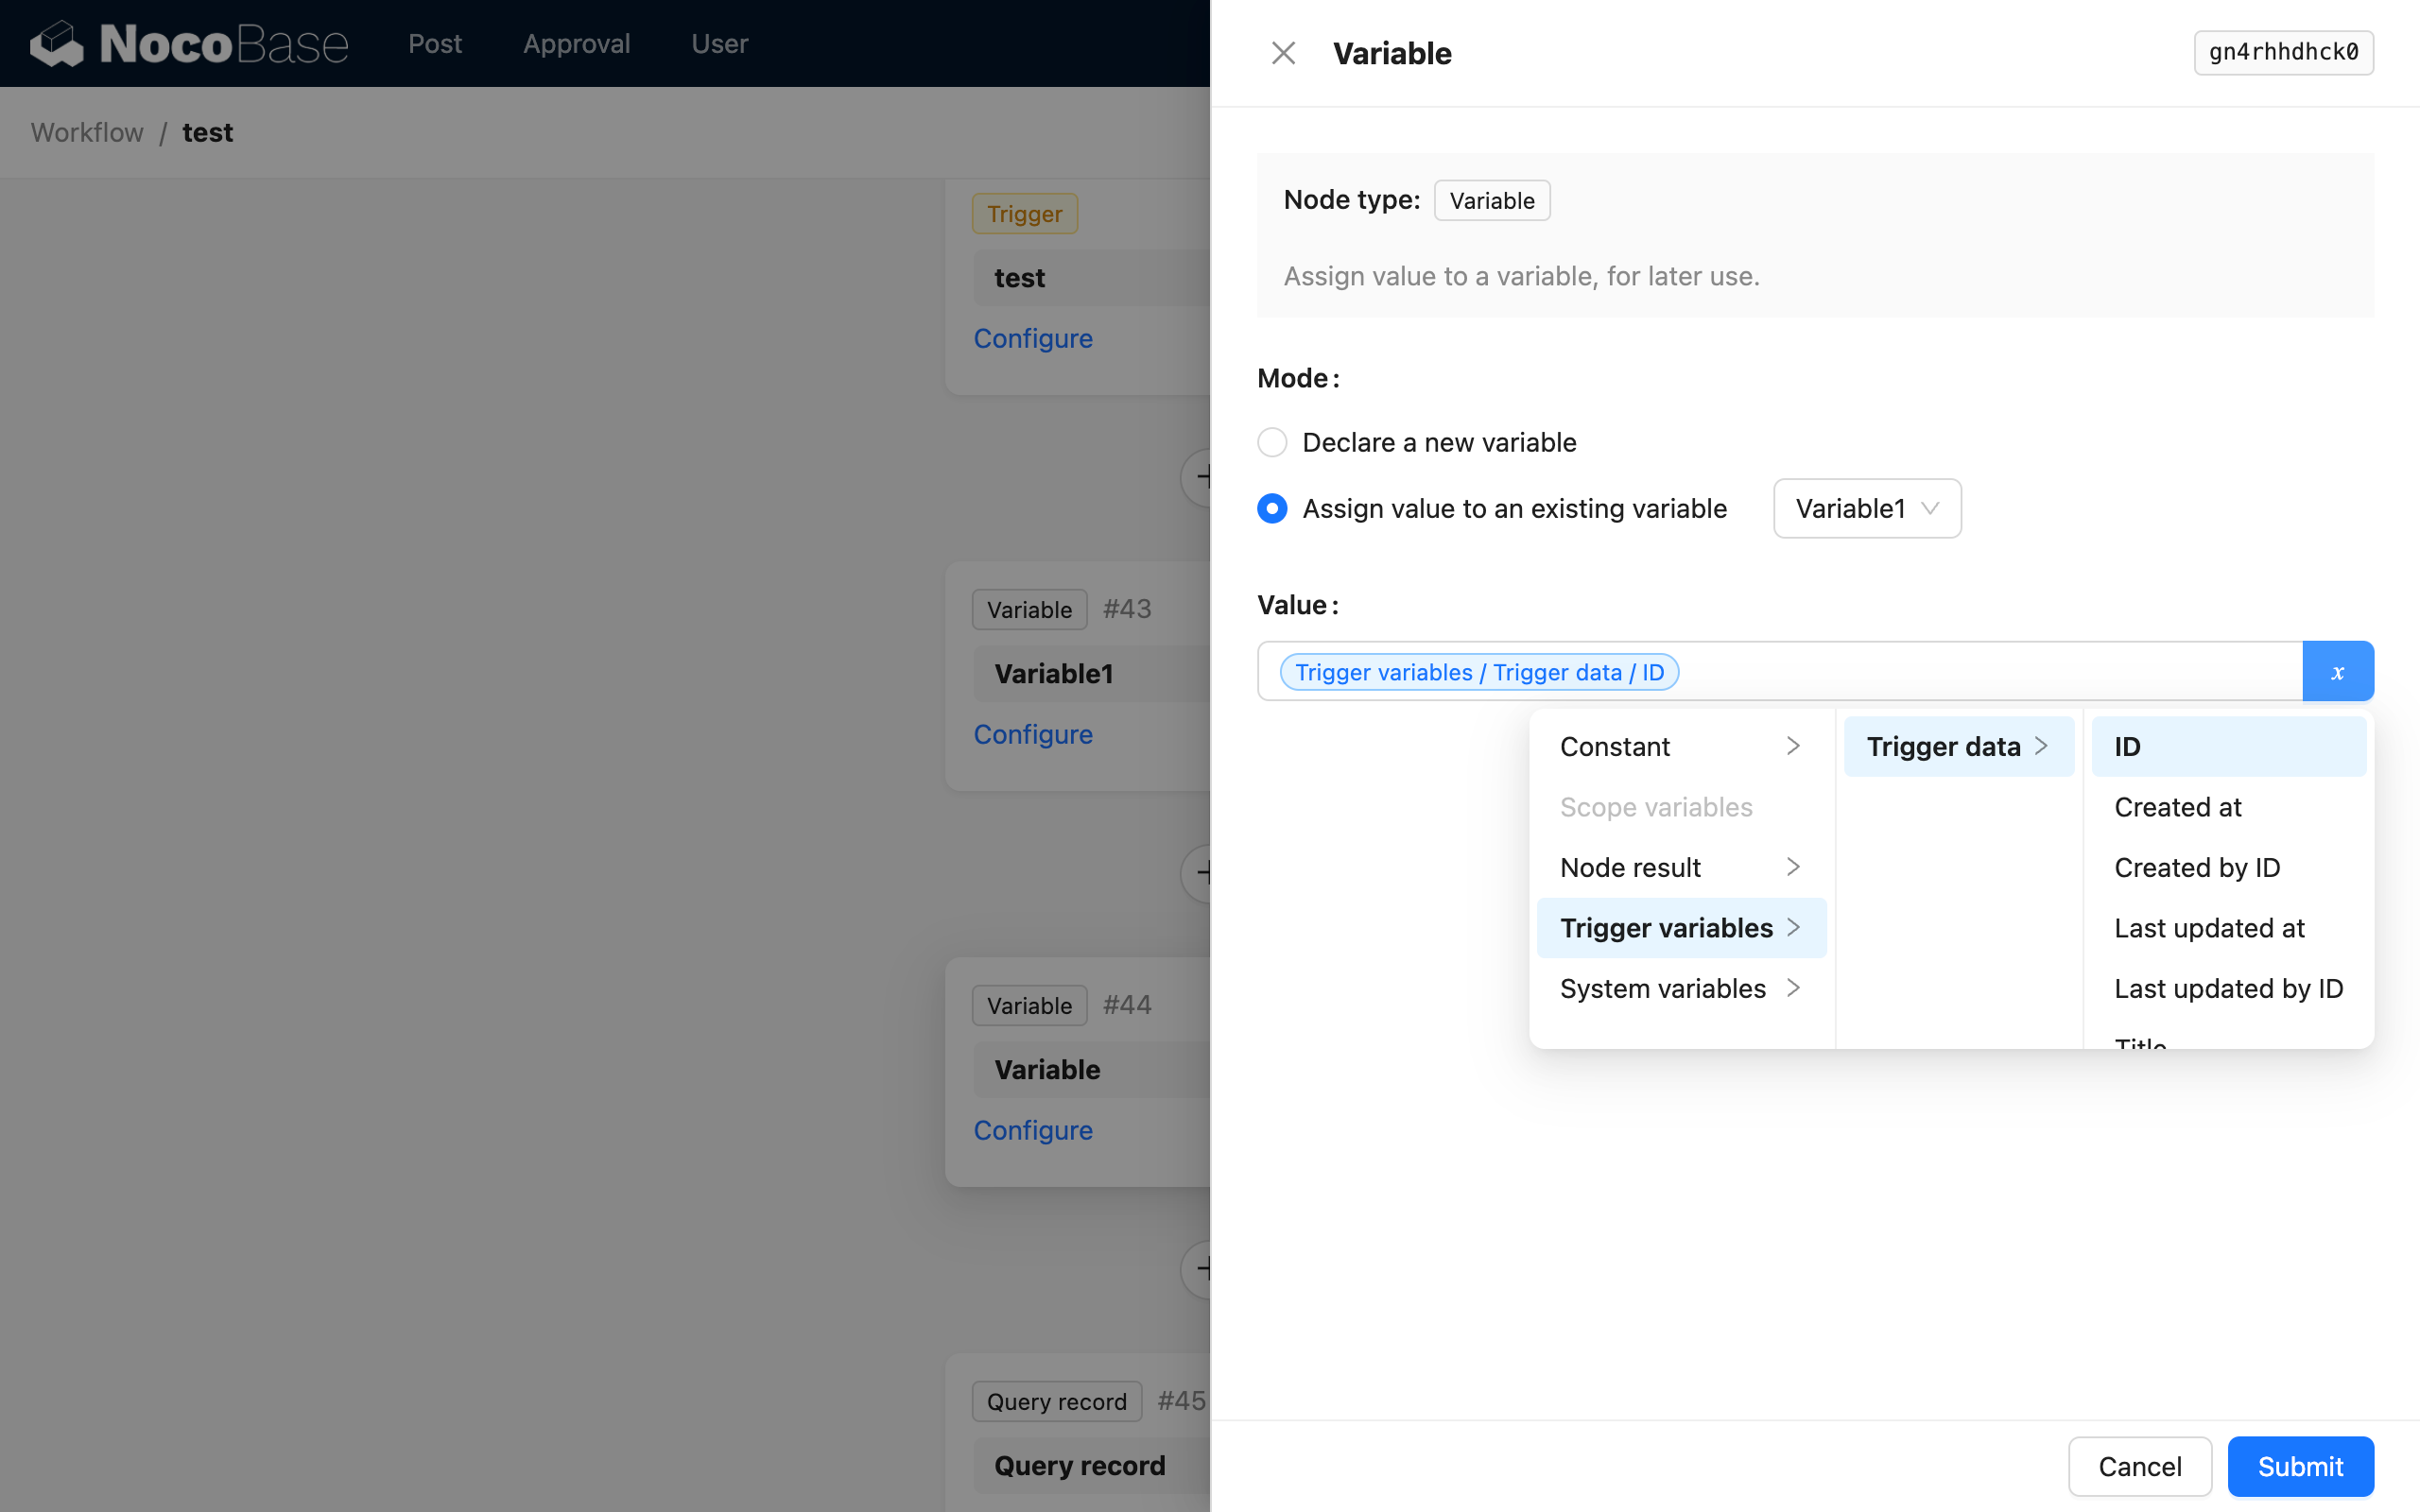 NocoBase Post Approval User
Workflow / test
Trigger
test
Configure
Variable #43
Variable1
Configure
Variable #44
Variable
Configure
Query record #45
Query record
Variable
gn4rhhdhck0
Node type: Variable
Assign value to a variable, for later use.
Mode:
Declare a new variable
Assign value to an existing variable Variable1
Value:
Trigger variables / Trigger data / ID x
Constant
Scope variables
Node result
Trigger variables
System variables
Trigger data
ID
Created at
Created by ID
Last updated at
Last updated by ID
Title
Cancel Submit